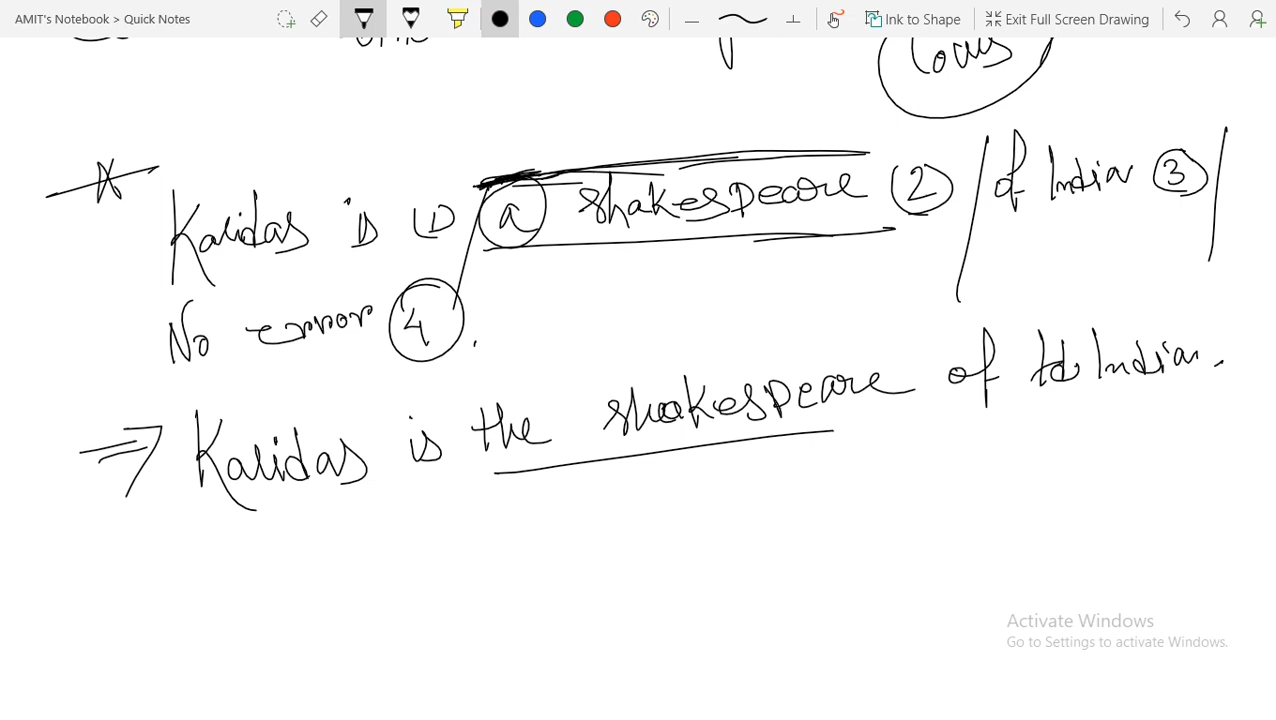 AMIT's Notebook > Quick Notes
Ink to Shape
Exit Full Screen Drawing
Kalidas is (1) / a shakespeare (2) / of India (3) /
No error (4).
⇒ Kalidas is the shakespeare of India.
Activate Windows
Go to Settings to activate Windows.